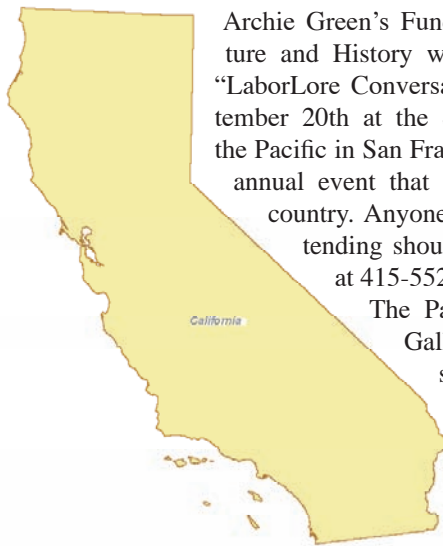 Archie Green’s Fun
ture and History w
“LaborLore Conversa
tember 20th at the
the Pacific in San Fra
annual event that
country. Anyone
tending shou
at 415-552
The Pa
Gal
s
California